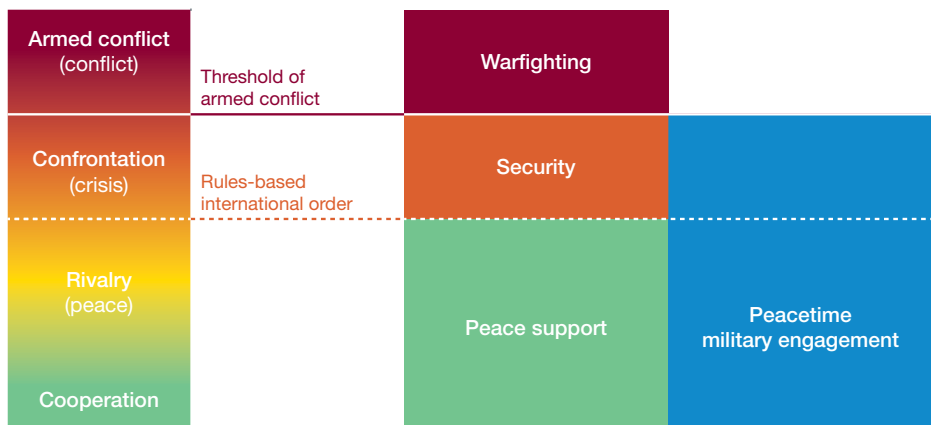 Armed conflict
(conflict)
Threshold of
armed conflict
Warfighting
Confrontation
(crisis)
Rules-based
international order
Security
Rivalry
(peace)
Peace support
Peacetime
military engagement
Cooperation